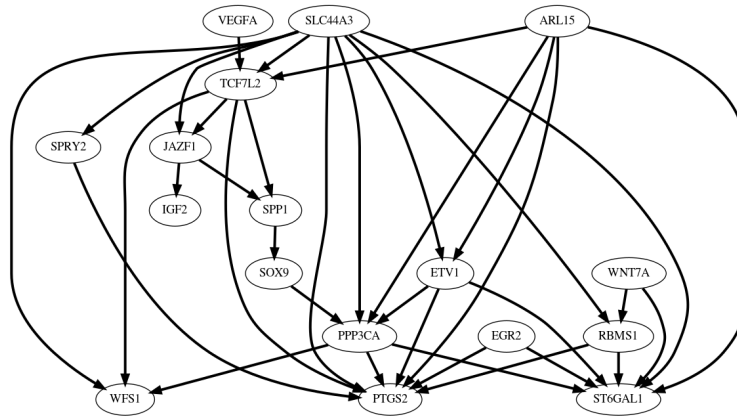 VEGFA SLC44A3 ARL15
TCF7L2
SPRY2 JAZF1
IGF2 SPP1
SOX9 ETV1 WNT7A
PPP3CA EGR2 RBMS1
WFS1 PTGS2 ST6GAL1